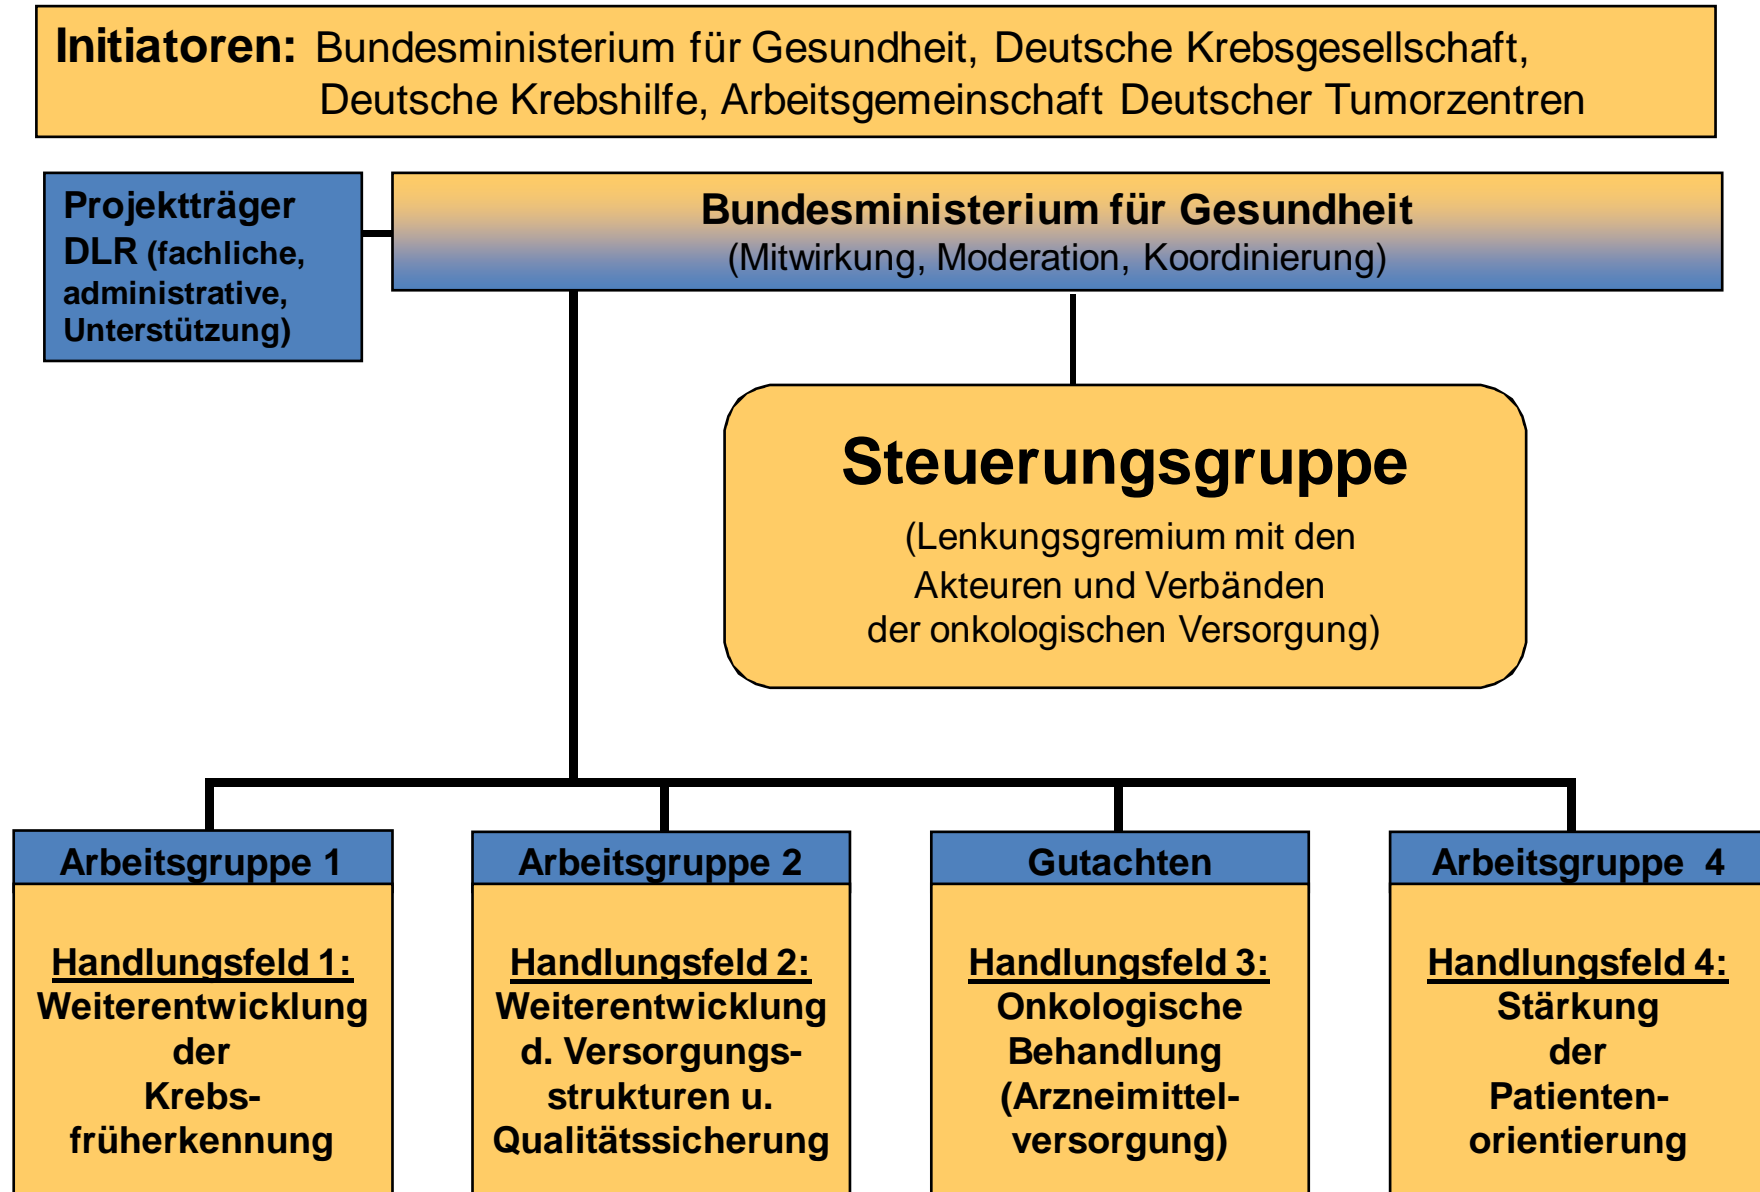 Initiatoren: Bundesministerium für Gesundheit, Deutsche Krebsgesellschaft,
Deutsche Krebshilfe, Arbeitsgemeinschaft Deutscher Tumorzentren
Projektträger
DLR (fachliche,
administrative,
Unterstützung)
Bundesministerium für Gesundheit
(Mitwirkung, Moderation, Koordinierung)
Steuerungsgruppe
(Lenkungsgremium mit den
Akteuren und Verbänden
der onkologischen Versorgung)
Arbeitsgruppe 1
Handlungsfeld 1:
Weiterentwicklung
der
Krebs-
früherkennung
Arbeitsgruppe 2
Handlungsfeld 2:
Weiterentwicklung
d. Versorgungs-
strukturen u.
Qualitätssicherung
Gutachten
Handlungsfeld 3:
Onkologische
Behandlung
(Arzneimittel-
versorgung)
Arbeitsgruppe 4
Handlungsfeld 4:
Stärkung
der
Patienten-
orientierung